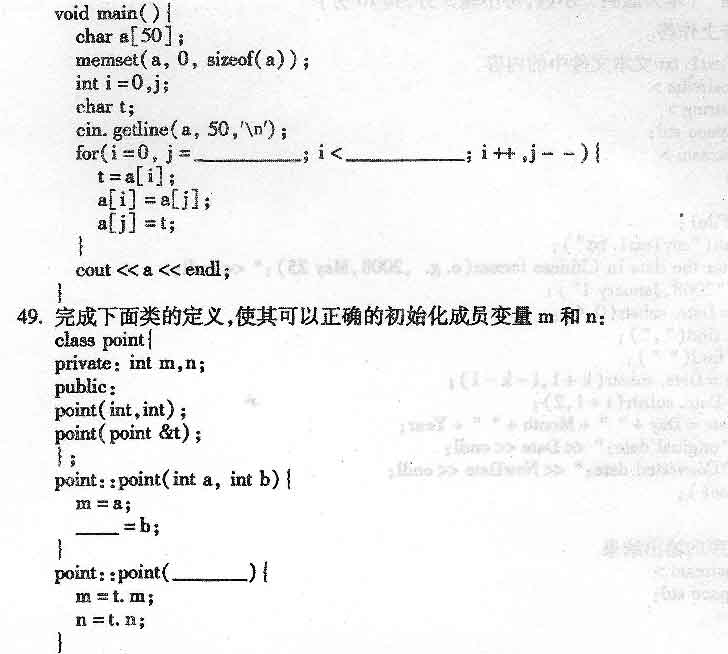 void main(){
char a[50];
memset(a, 0, sizeof(a));
int i=0,j;
char t;
cin. getline(a, 50,'\n');
for(i=0, j=__________; i<__________; i++,j--){
t=a[i];
a[i]=a[j];
a[j]=t;
}
cout<<a<<endl;
}
49. 完成下面类的定义,使其可以正确的初始化成员变量 m 和 n:
class point{
private: int m,n;
public:
point(int,int);
point(point &t);
};
point::point(int a, int b){
m=a;
____=b;
}
point::point(_______){
m=t. m;
n=t. n;
}